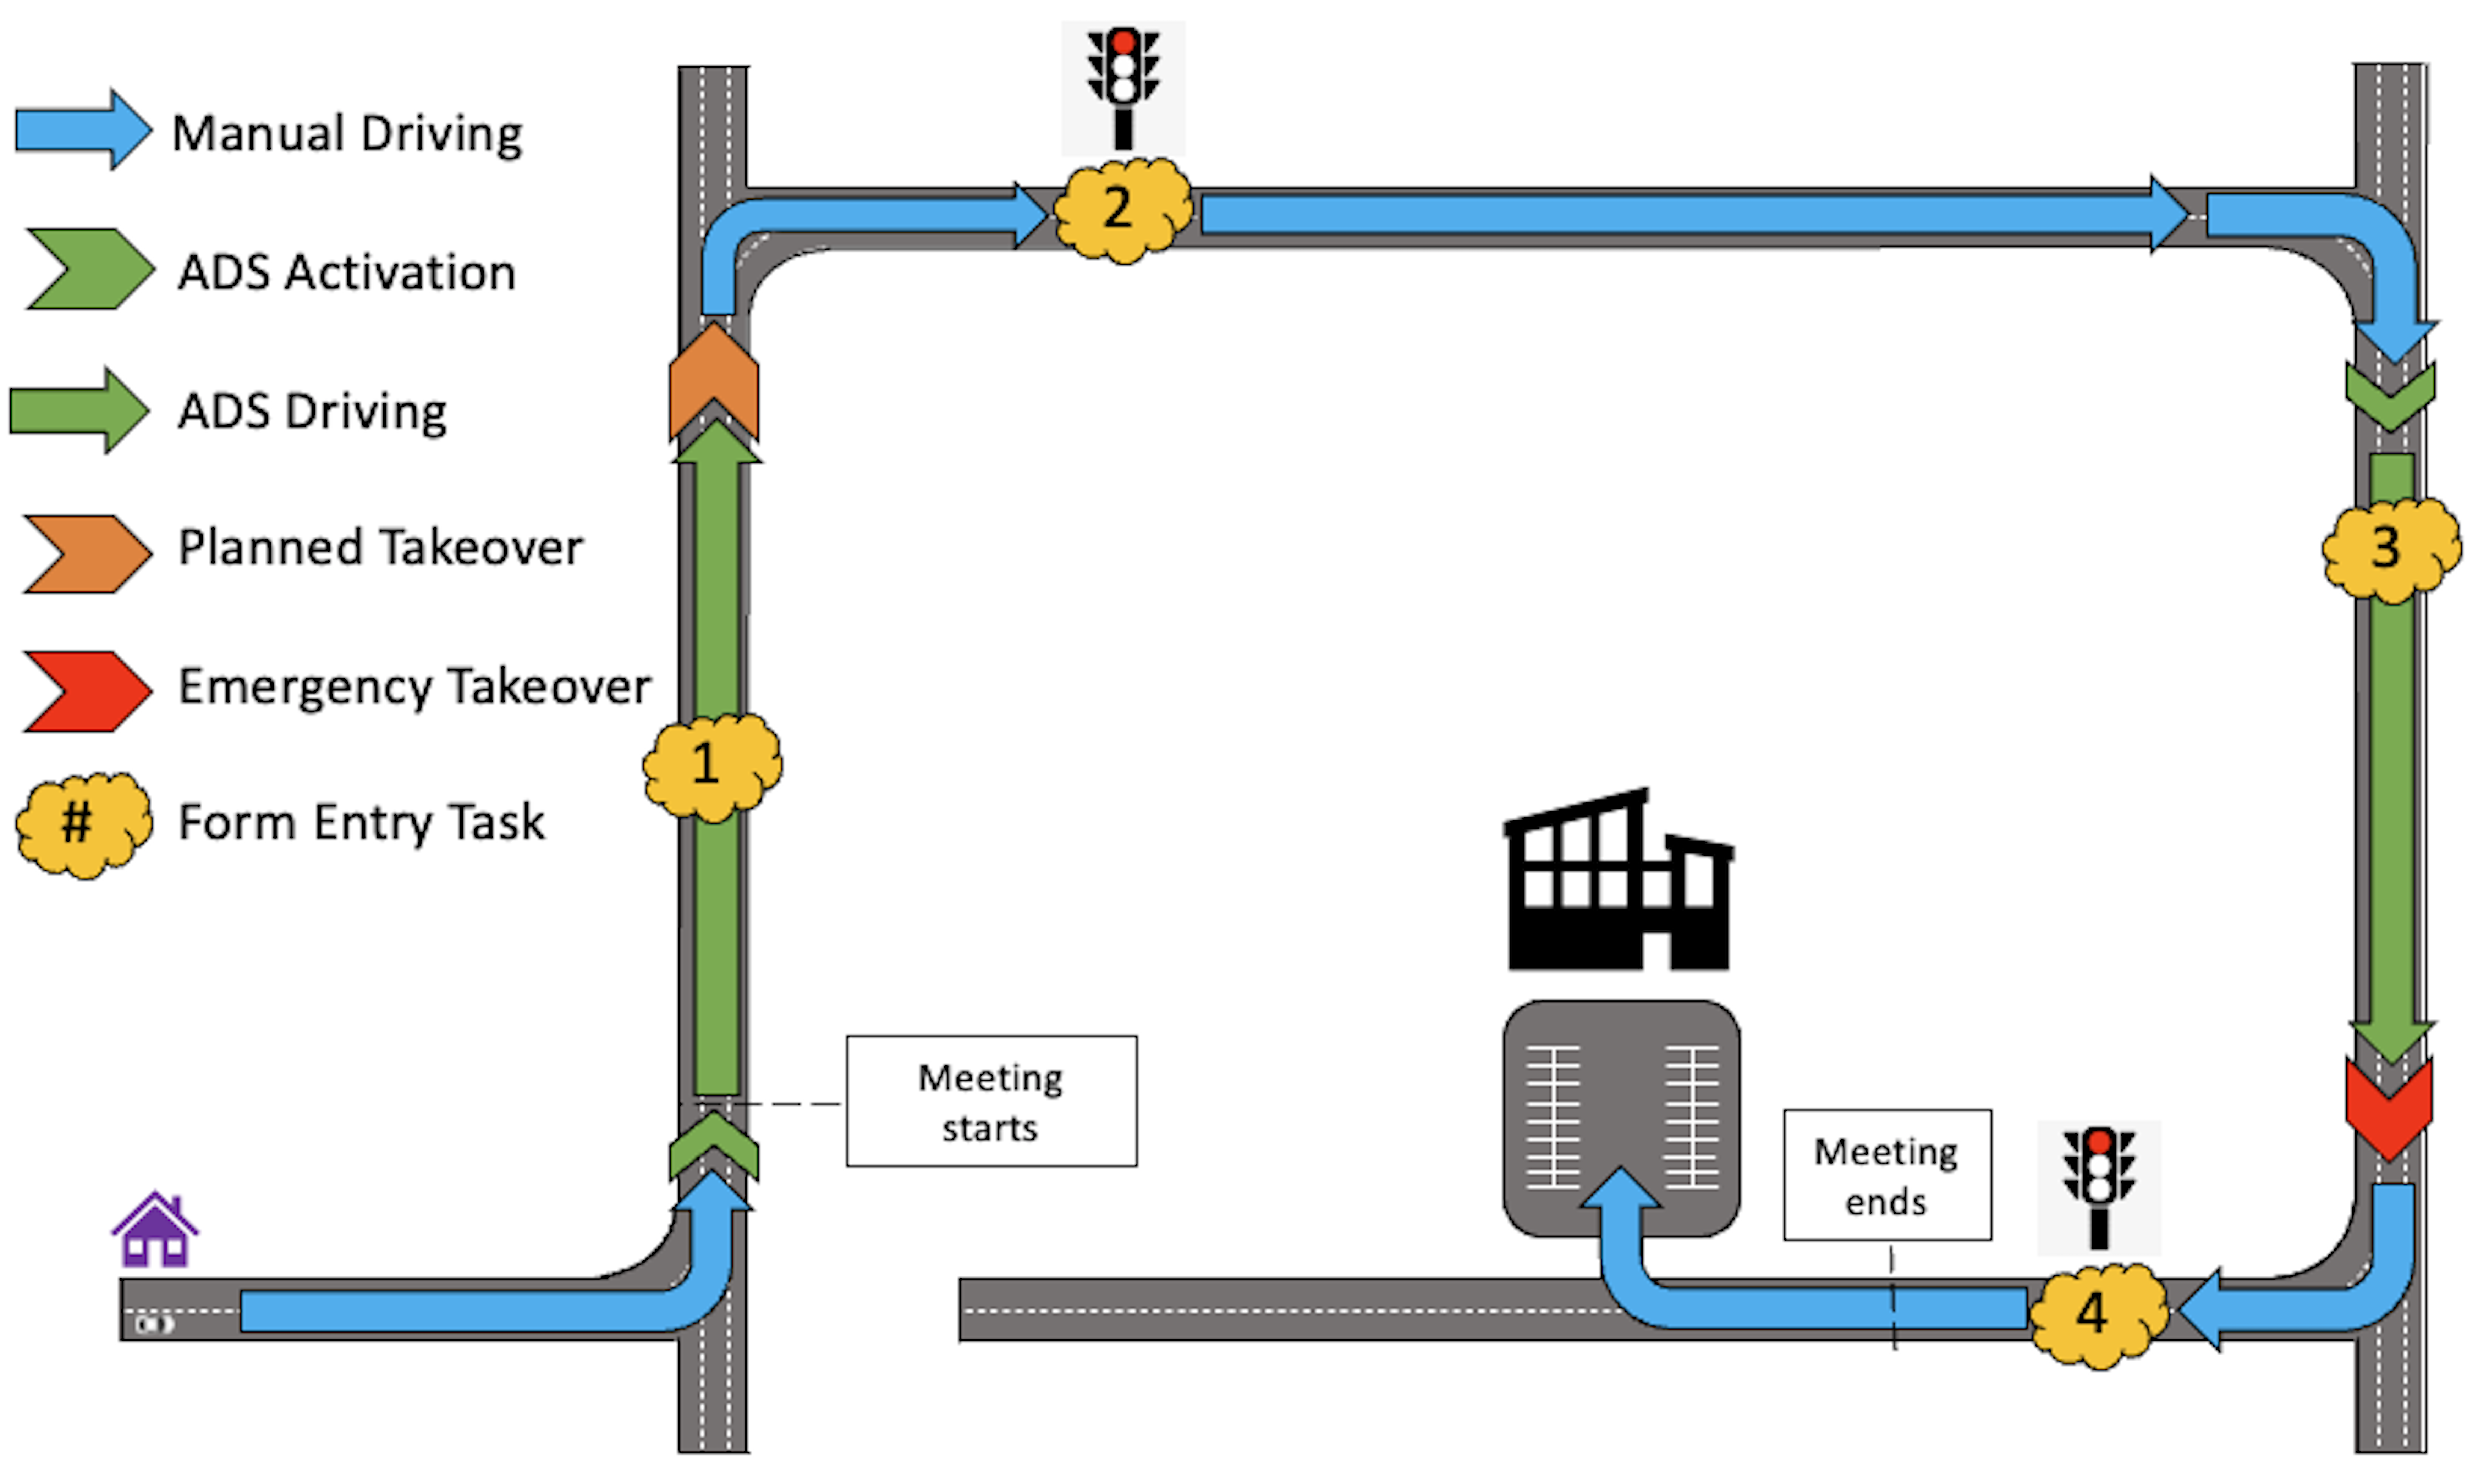 Manual Driving
ADS Activation
ADS Driving
Planned Takeover
Emergency Takeover
# Form Entry Task
2
3
1
Meeting
starts
Meeting
ends
4